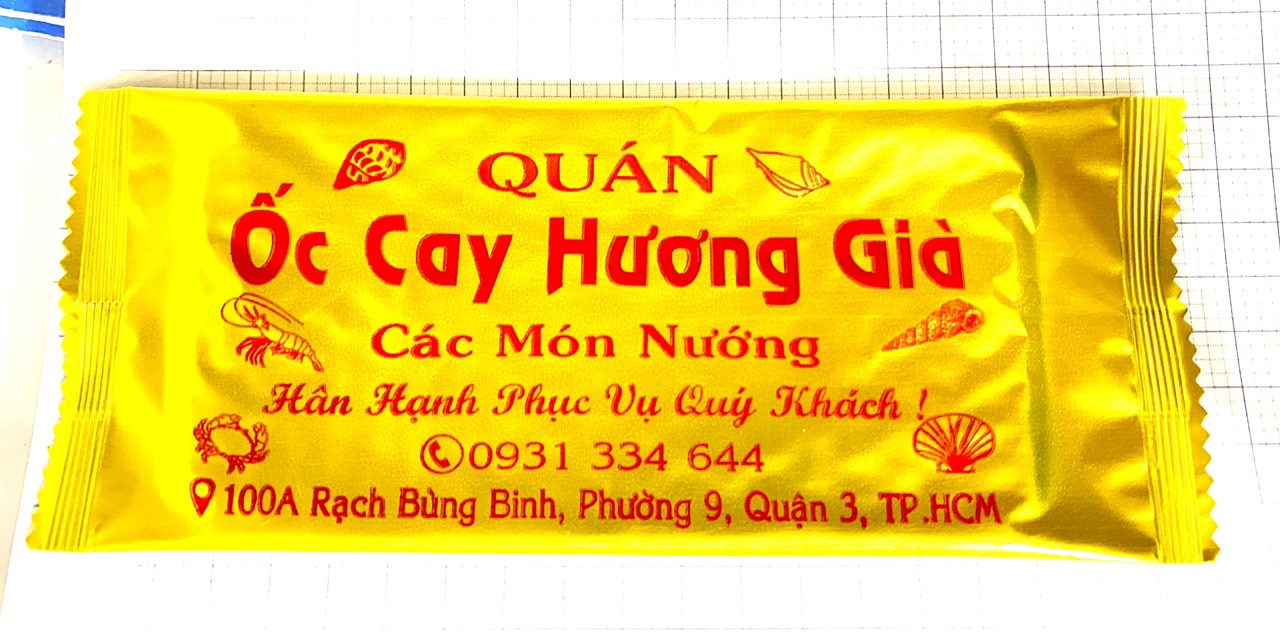 QUÁN
Ốc Cay Hương Già
Các Món Nướng
Hân Hạnh Phục Vụ Quý Khách !
0931 334 644
100A Rạch Bùng Binh, Phường 9, Quận 3, TP.HCM